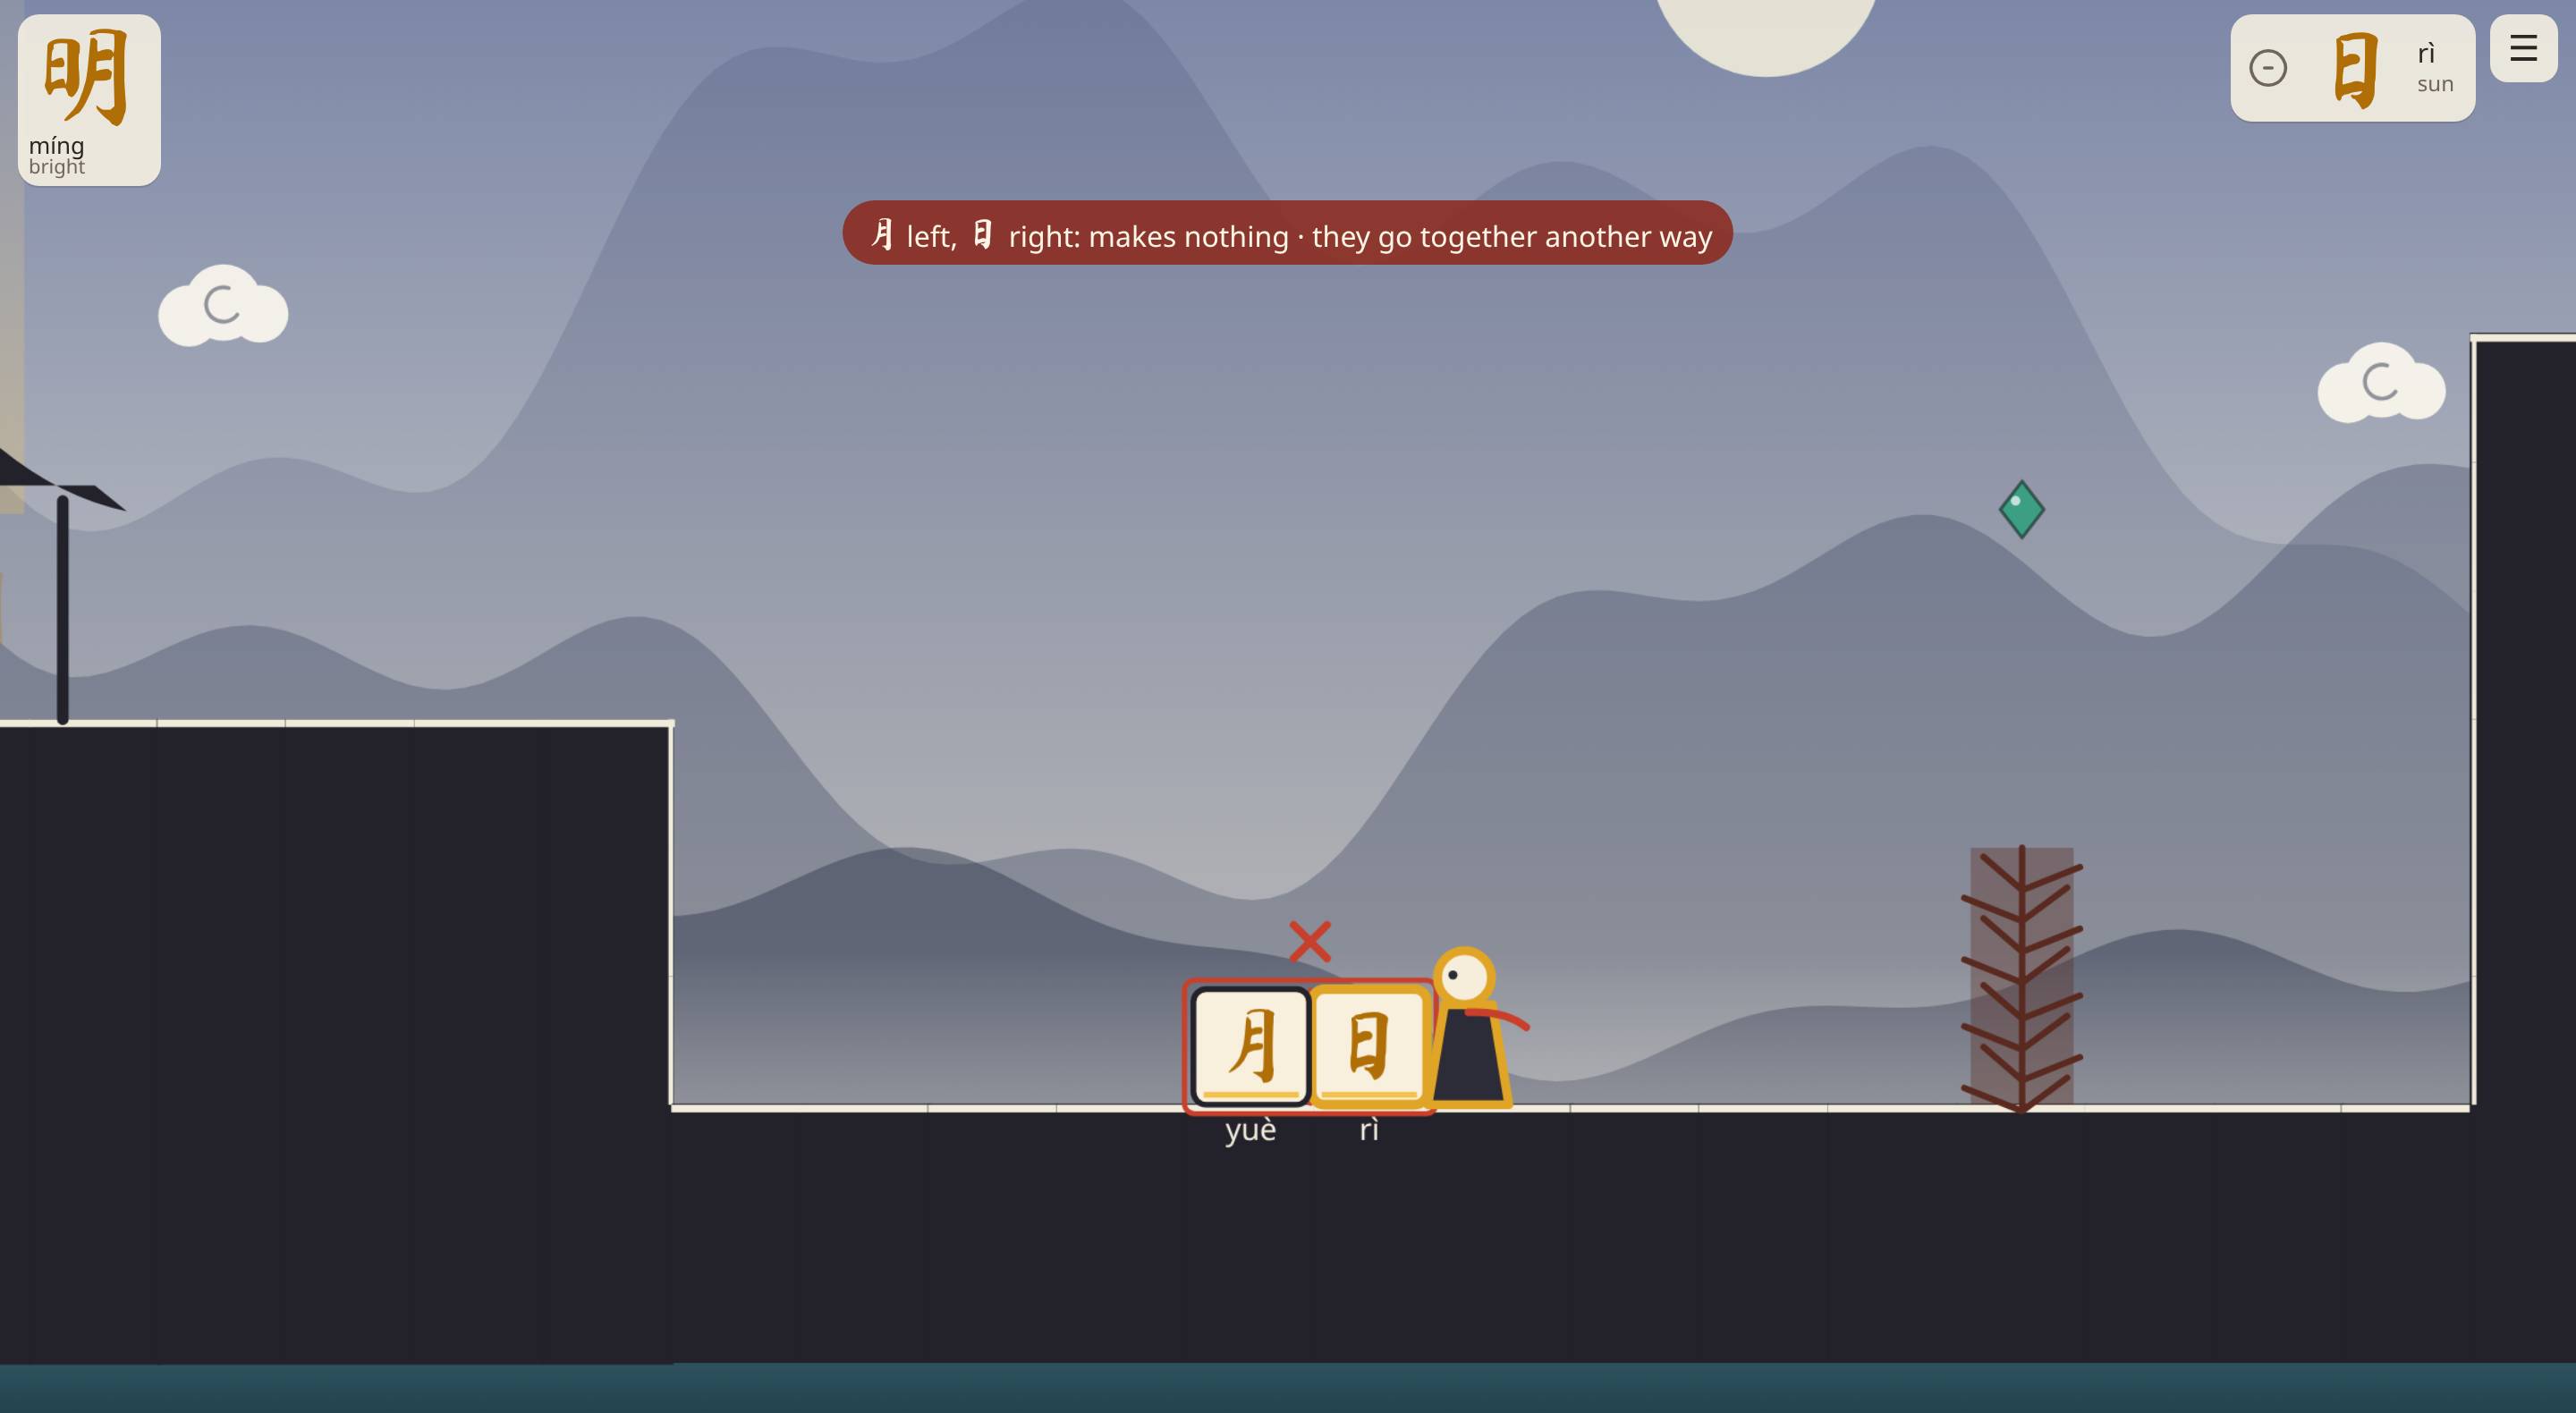 明
míng
bright
日
rì
sun
月 left, 日 right: makes nothing · they go together another way
月 日
yuè rì